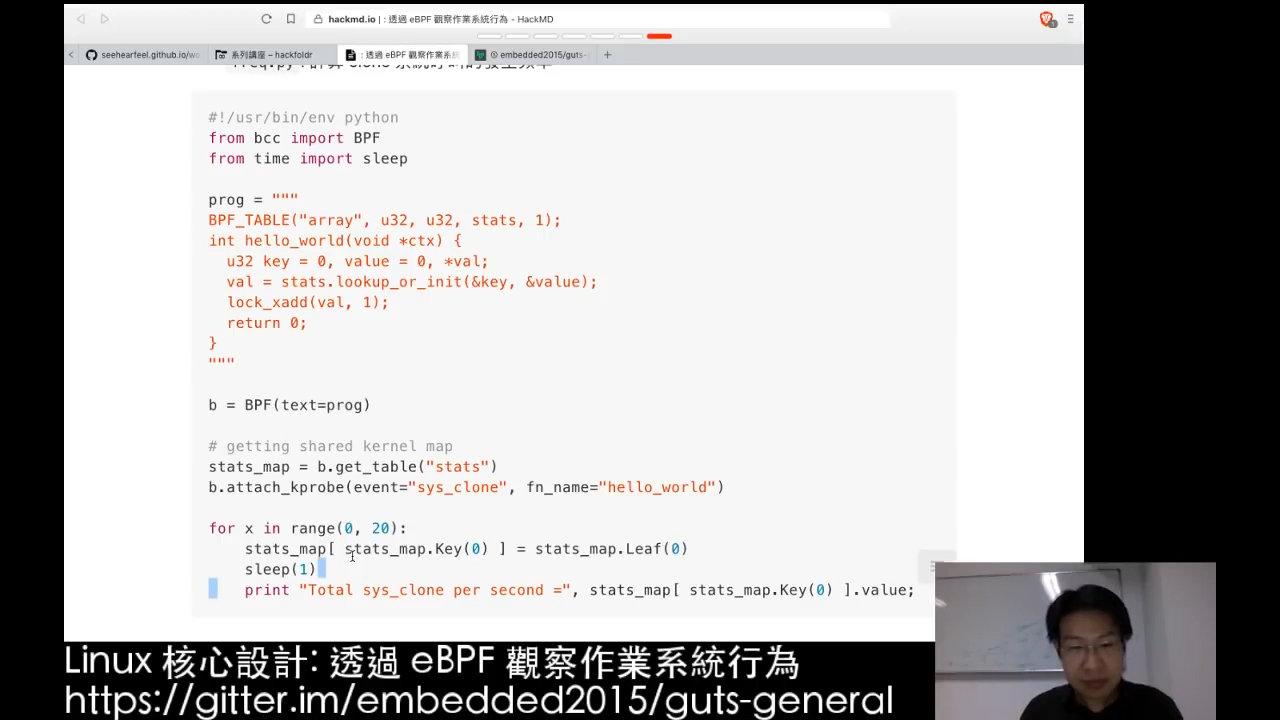 hackmd.io | : 透過 eBPF 觀察作業系統行為 - HackMD
seehearfeel.github.io/wo
系列講座 – hackfoldr
: 透過 eBPF 觀察作業系統
embedded2015/guts-
#!/usr/bin/env python
from bcc import BPF
from time import sleep
prog = """
BPF_TABLE("array", u32, u32, stats, 1);
int hello_world(void *ctx) {
u32 key = 0, value = 0, *val;
val = stats.lookup_or_init(&key, &value);
lock_xadd(val, 1);
return 0;
}
"""
b = BPF(text=prog)
# getting shared kernel map
stats_map = b.get_table("stats")
b.attach_kprobe(event="sys_clone", fn_name="hello_world")
for x in range(0, 20):
stats_map[ stats_map.Key(0) ] = stats_map.Leaf(0)
sleep(1)
print "Total sys_clone per second =", stats_map[ stats_map.Key(0) ].value;
Linux 核心設計: 透過 eBPF 觀察作業系統行為
https://gitter.im/embedded2015/guts-general